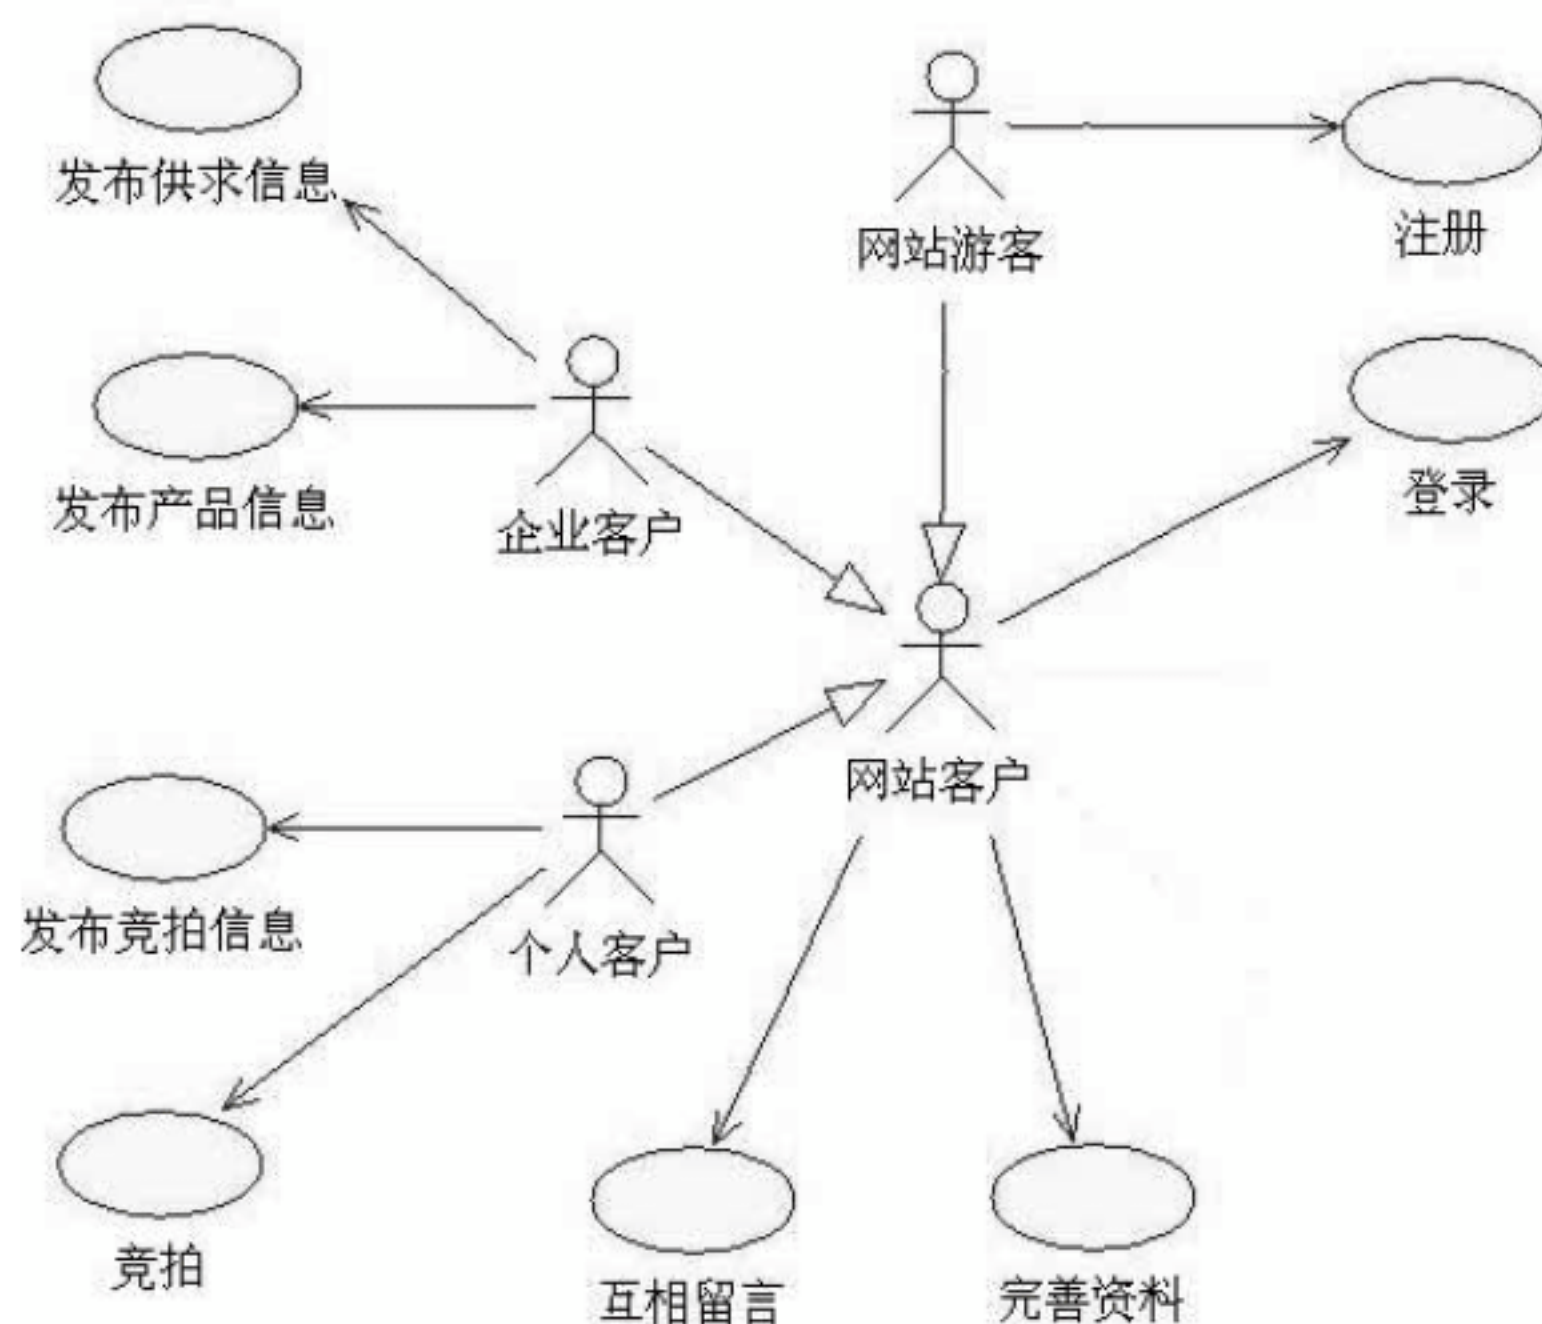 发布供求信息
网站游客
注册
发布产品信息
企业客户
登录
网站客户
发布竞拍信息
个人客户
竞拍
互相留言
完善资料